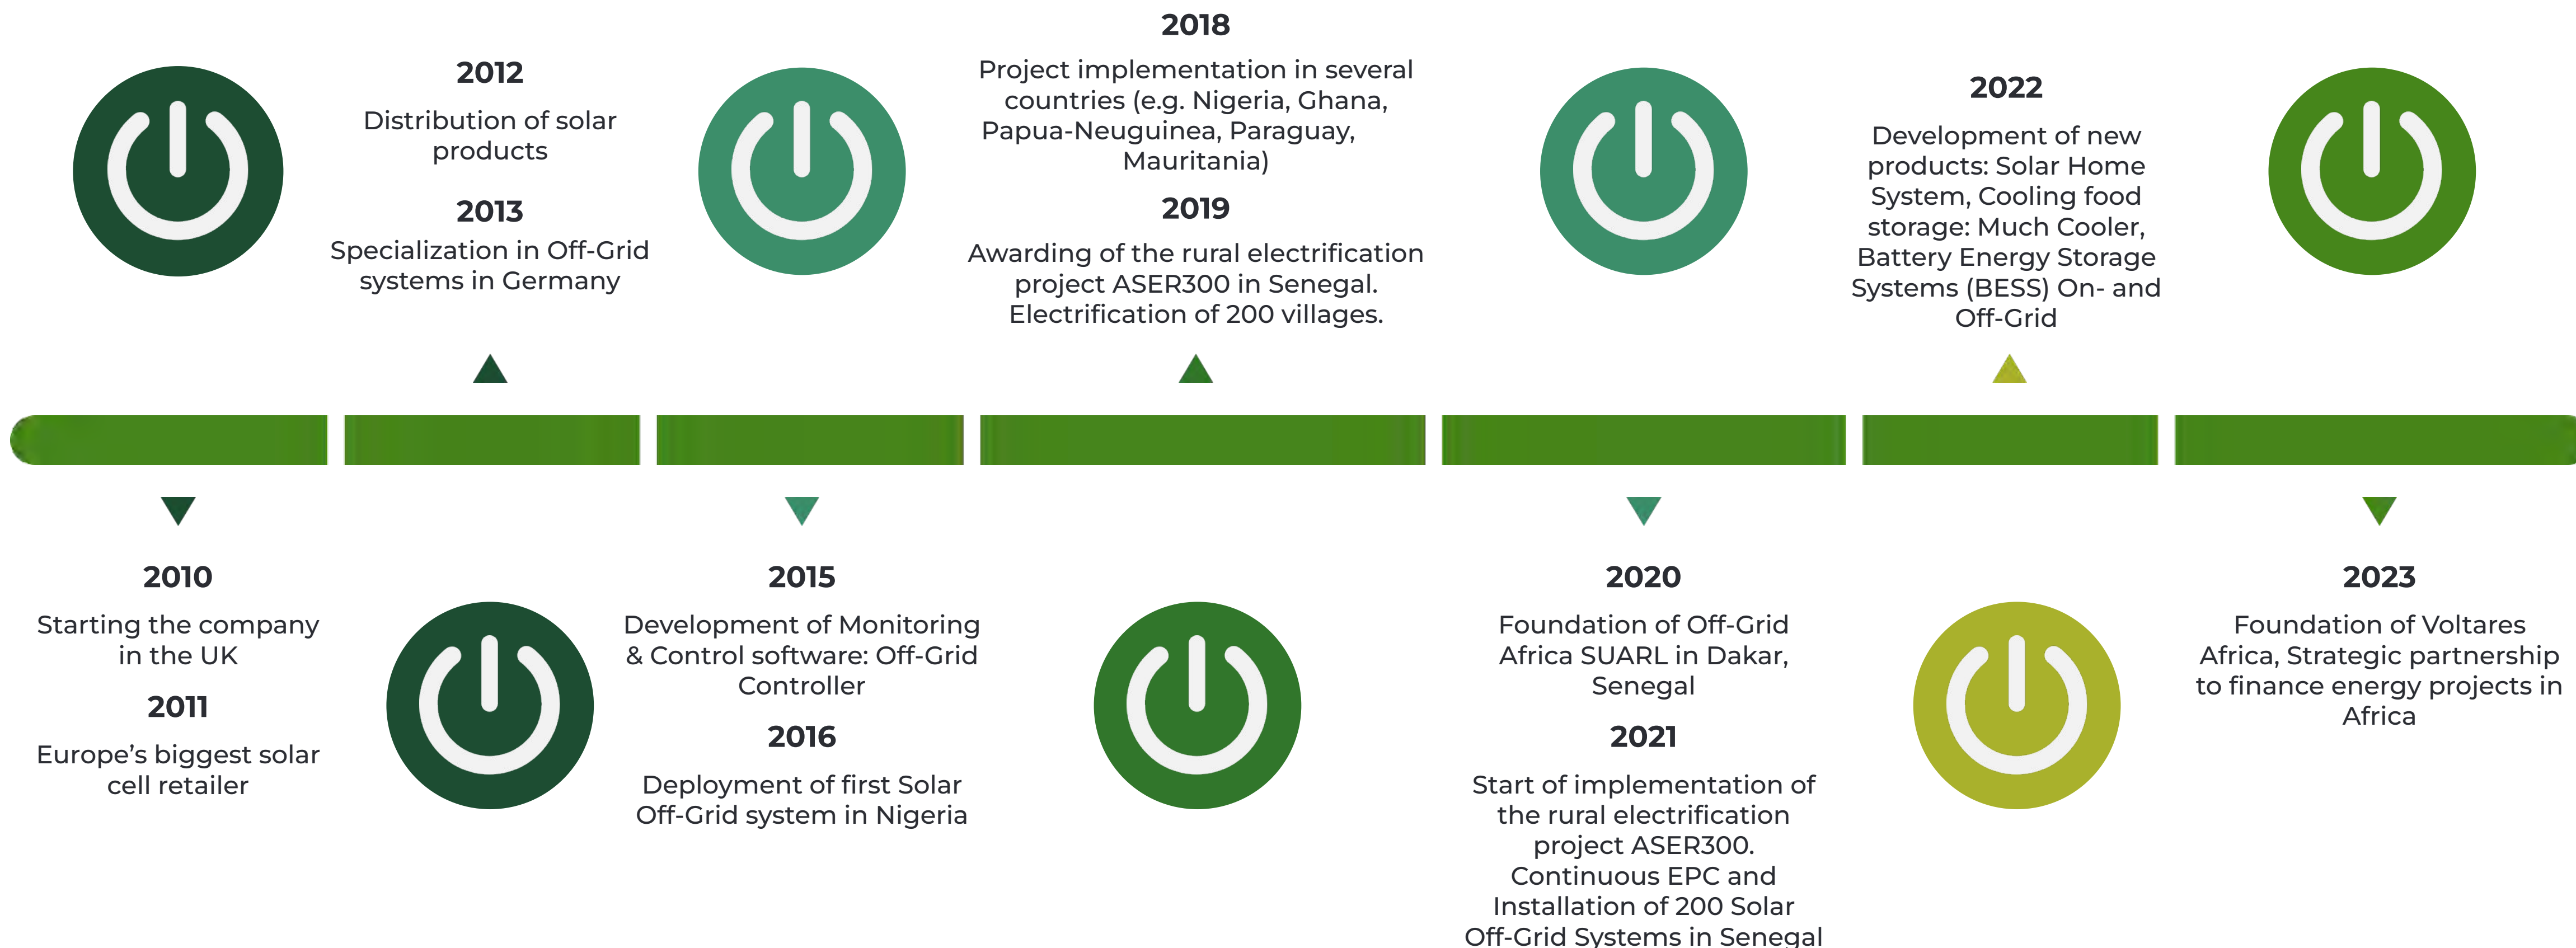 2010
Starting the company
in the UK
2011
Europe’s biggest solar
cell retailer
2012
Distribution of solar
products
2013
Specialization in Off-Grid
systems in Germany
2015
Development of Monitoring
& Control software: Off-Grid
Controller
2016
Deployment of first Solar
Off-Grid system in Nigeria
2018
Project implementation in several
countries (e.g. Nigeria, Ghana,
Papua-Neuguinea, Paraguay,
Mauritania)
2019
Awarding of the rural electrification
project ASER300 in Senegal.
Electrification of 200 villages.
2020
Foundation of Off-Grid
Africa SUARL in Dakar,
Senegal
2021
Start of implementation of
the rural electrification
project ASER300.
Continuous EPC and
Installation of 200 Solar
Off-Grid Systems in Senegal
2022
Development of new
products: Solar Home
System, Cooling food
storage: Much Cooler,
Battery Energy Storage
Systems (BESS) On- and
Off-Grid
2023
Foundation of Voltares
Africa, Strategic partnership
to finance energy projects in
Africa